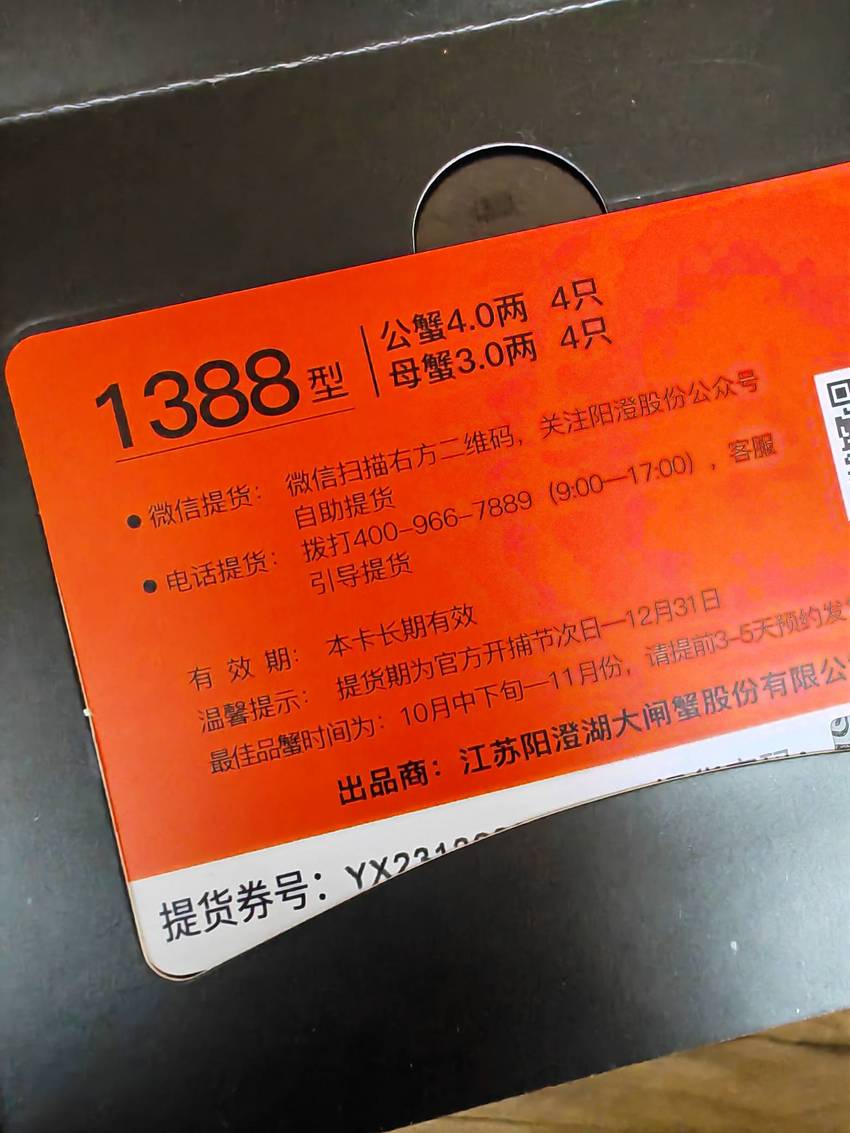 1388型
公蟹4.0两 4只
母蟹3.0两 4只
微信提货： 微信扫描右方二维码，关注阳澄股份公众号
自助提货
电话提货： 拨打400-966-7889（9:00—17:00），客服
引导提货
有 效 期： 本卡长期有效
温馨提示： 提货期为官方开捕节次日—12月31日
最佳品蟹时间为：10月中下旬—11月份，请提前3-5天预约发
出品商：江苏阳澄湖大闸蟹股份有限公
提货券号：YX2312